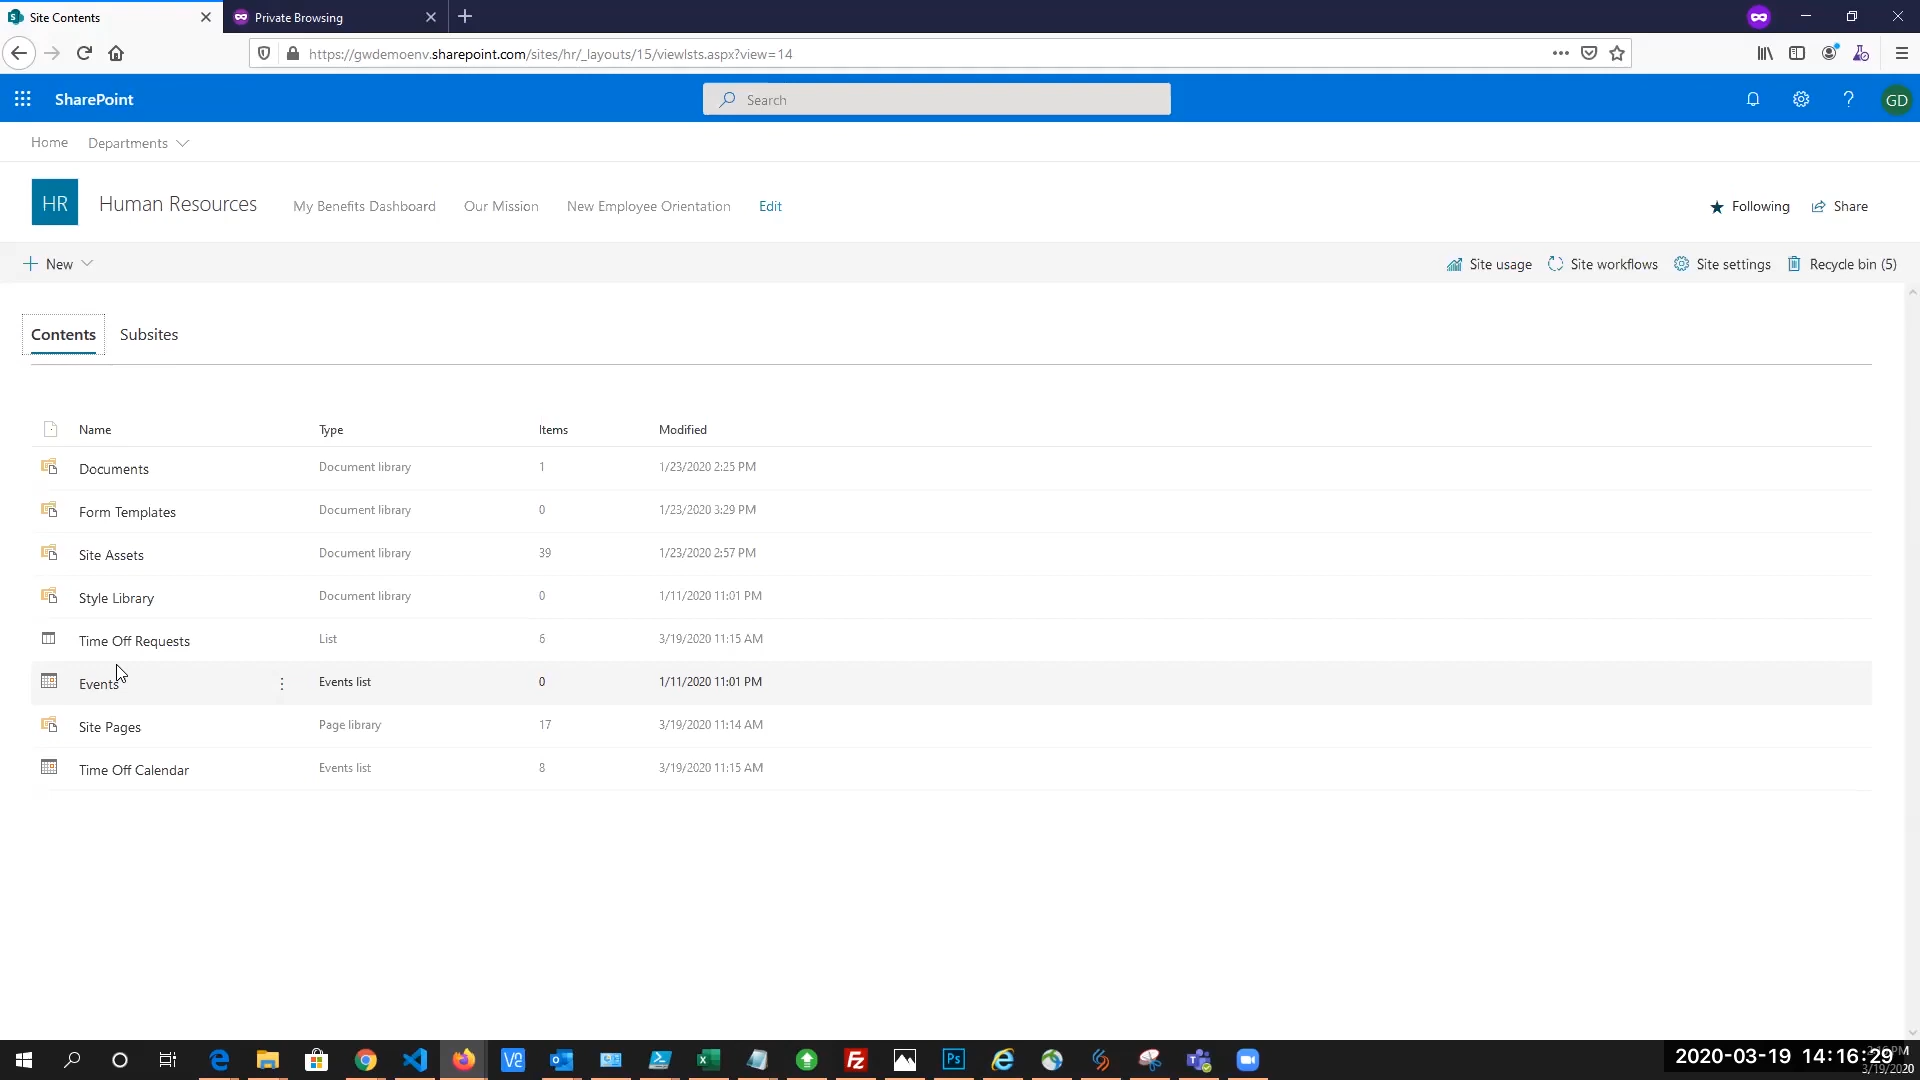 Site Contents
Private Browsing
https://gwdemoenv.sharepoint.com/sites/hr/_layouts/15/viewlsts.aspx?view=14
SharePoint
Search
GD
Home
Departments
HR
Human Resources
My Benefits Dashboard
Our Mission
New Employee Orientation
Edit
Following
Share
New
Site usage
Site workflows
Site settings
Recycle bin (5)
Contents
Subsites
Name Type Items Modified
Documents Document library 1 1/23/2020 2:25 PM
Form Templates Document library 0 1/23/2020 3:29 PM
Site Assets Document library 39 1/23/2020 2:57 PM
Style Library Document library 0 1/11/2020 11:01 PM
Time Off Requests List 6 3/19/2020 11:15 AM
Events Events list 0 1/11/2020 11:01 PM
Site Pages Page library 17 3/19/2020 11:14 AM
Time Off Calendar Events list 8 3/19/2020 11:15 AM
2020-03-19 14:16:29
3/19/2020